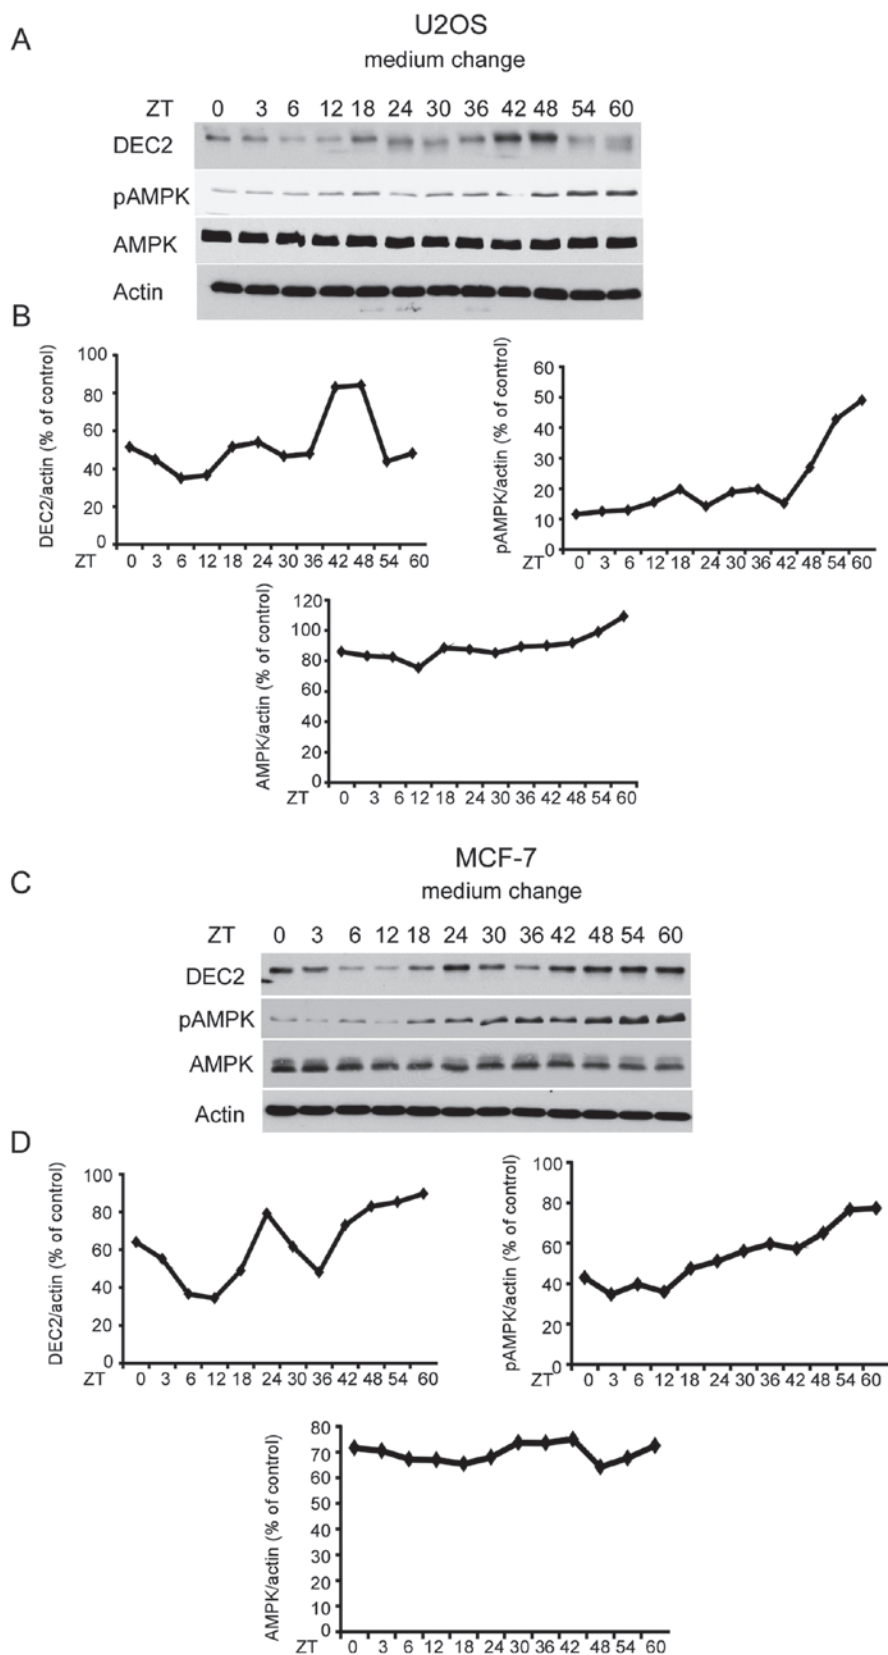 A
U2OS
medium change
ZT 0 3 6 12 18 24 30 36 42 48 54 60
DEC2
pAMPK
AMPK
Actin
B
DEC2/actin (% of control)
100
80
60
40
20
0
ZT 0 3 6 12 18 24 30 36 42 48 54 60
pAMPK/actin (% of control)
60
50
40
30
20
10
0
ZT 0 3 6 12 18 24 30 36 42 48 54 60
AMPK/actin (% of control)
120
100
80
60
40
20
0
ZT 0 3 6 12 18 24 30 36 42 48 54 60
C
MCF-7
medium change
ZT 0 3 6 12 18 24 30 36 42 48 54 60
DEC2
pAMPK
AMPK
Actin
D
DEC2/actin (% of control)
100
80
60
40
20
0
ZT 0 3 6 12 18 24 30 36 42 48 54 60
pAMPK/actin (% of control)
100
80
60
40
20
0
ZT 0 3 6 12 18 24 30 36 42 48 54 60
AMPK/actin (% of control)
80
70
60
50
40
30
20
10
0
ZT 0 3 6 12 18 24 30 36 42 48 54 60